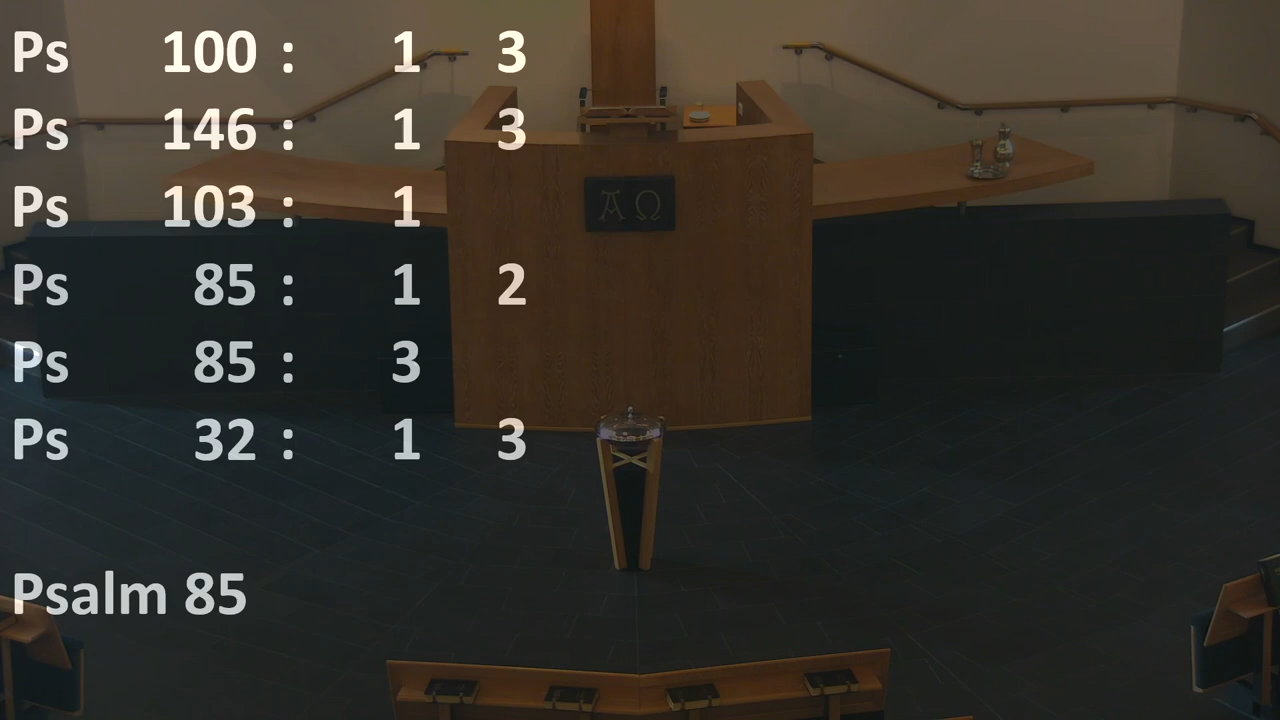 Ps 100 : 1 3
Ps 146 : 1 3
Ps 103 : 1
Ps 85 : 1 2
Ps 85 : 3
Ps 32 : 1 3
Α Ω
Psalm 85